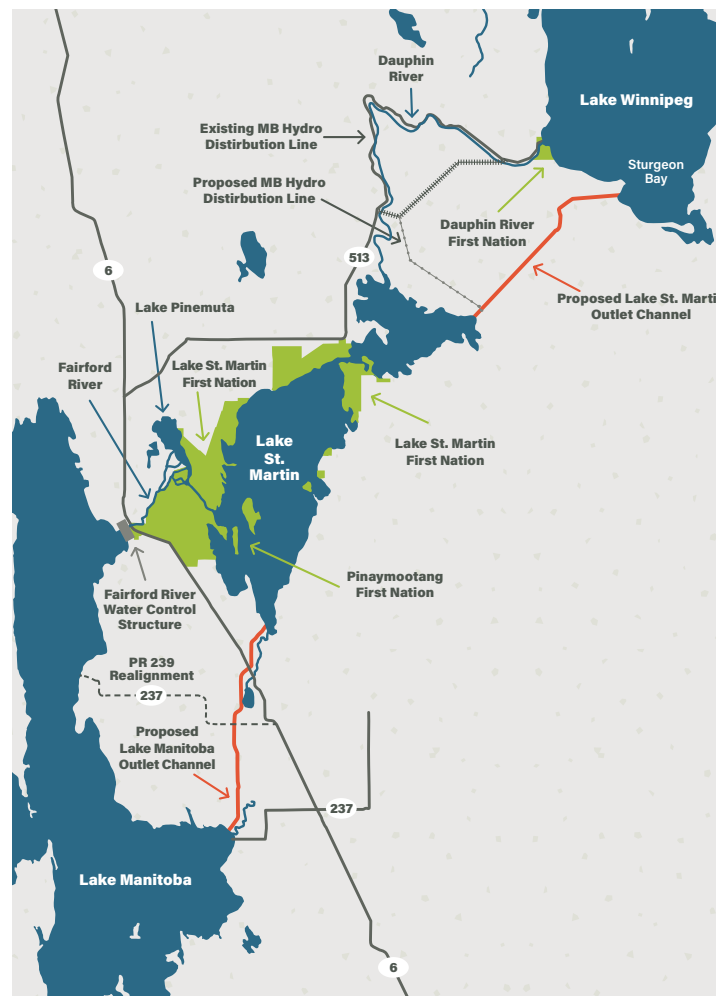 Dauphin
River
Lake Winnipeg
Existing MB Hydro
Distirbution Line
Sturgeon
Bay
Proposed MB Hydro
Distribution Line
Dauphin River
First Nation
513
6
Proposed Lake St. Marti
Outlet Channel
Lake Pinemuta
Fairford
River
Lake St. Martin
First Nation
Lake
St.
Martin
Lake St. Martin
First Nation
Pinaymootang
First Nation
Fairford River
Water Control
Structure
PR 239
Realignment
237
Proposed
Lake Manitoba
Outlet Channel
237
Lake Manitoba
6